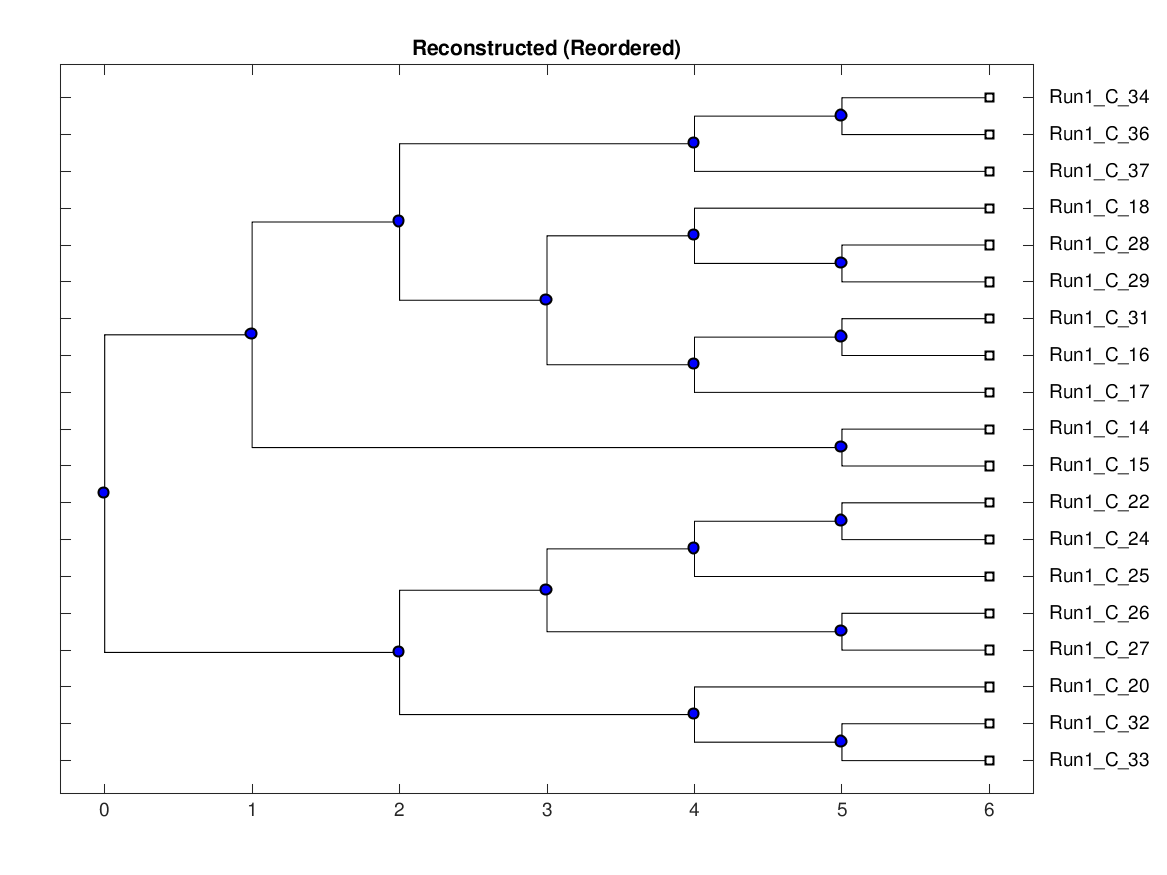 Reconstructed (Reordered)
Run1_C_34
Run1_C_36
Run1_C_37
Run1_C_18
Run1_C_28
Run1_C_29
Run1_C_31
Run1_C_16
Run1_C_17
Run1_C_14
Run1_C_15
Run1_C_22
Run1_C_24
Run1_C_25
Run1_C_26
Run1_C_27
Run1_C_20
Run1_C_32
Run1_C_33
0 1 2 3 4 5 6